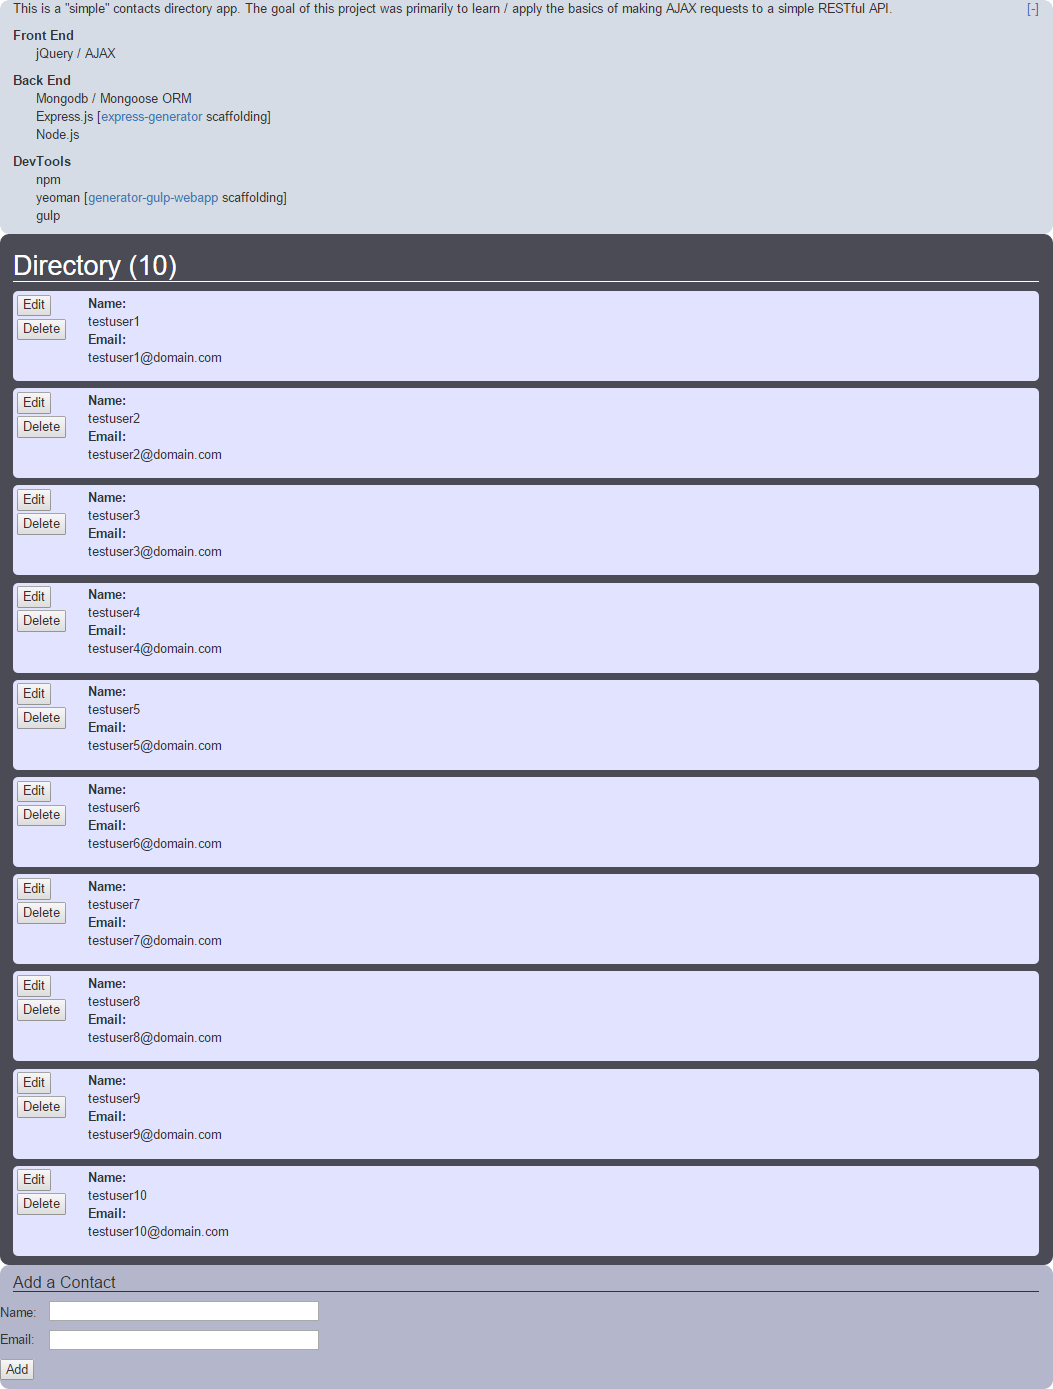 This is a "simple" contacts directory app. The goal of this project was primarily to learn / apply the basics of making AJAX requests to a simple RESTful API. [-]
Front End
jQuery / AJAX
Back End
Mongodb / Mongoose ORM
Express.js [express-generator scaffolding]
Node.js
DevTools
npm
yeoman [generator-gulp-webapp scaffolding]
gulp
Directory (10)
Edit
Delete
Name:
testuser1
Email:
testuser1@domain.com
Edit
Delete
Name:
testuser2
Email:
testuser2@domain.com
Edit
Delete
Name:
testuser3
Email:
testuser3@domain.com
Edit
Delete
Name:
testuser4
Email:
testuser4@domain.com
Edit
Delete
Name:
testuser5
Email:
testuser5@domain.com
Edit
Delete
Name:
testuser6
Email:
testuser6@domain.com
Edit
Delete
Name:
testuser7
Email:
testuser7@domain.com
Edit
Delete
Name:
testuser8
Email:
testuser8@domain.com
Edit
Delete
Name:
testuser9
Email:
testuser9@domain.com
Edit
Delete
Name:
testuser10
Email:
testuser10@domain.com
Add a Contact
Name:
Email:
Add